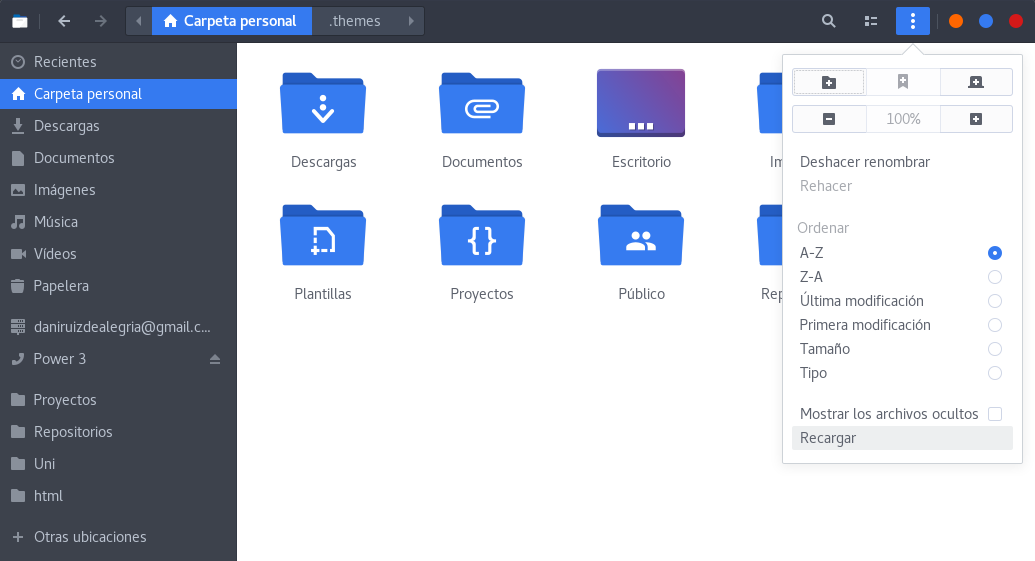 Carpeta personal
.themes
Recientes
Carpeta personal
Descargas
Documentos
Imágenes
Música
Vídeos
Papelera
daniruizdealegria@gmail.c...
Power 3
Proyectos
Repositorios
Uni
html
Otras ubicaciones
Descargas
Documentos
Escritorio
Im
Plantillas
Proyectos
Público
Rep
100%
Deshacer renombrar
Rehacer
Ordenar
A-Z
Z-A
Última modificación
Primera modificación
Tamaño
Tipo
Mostrar los archivos ocultos
Recargar